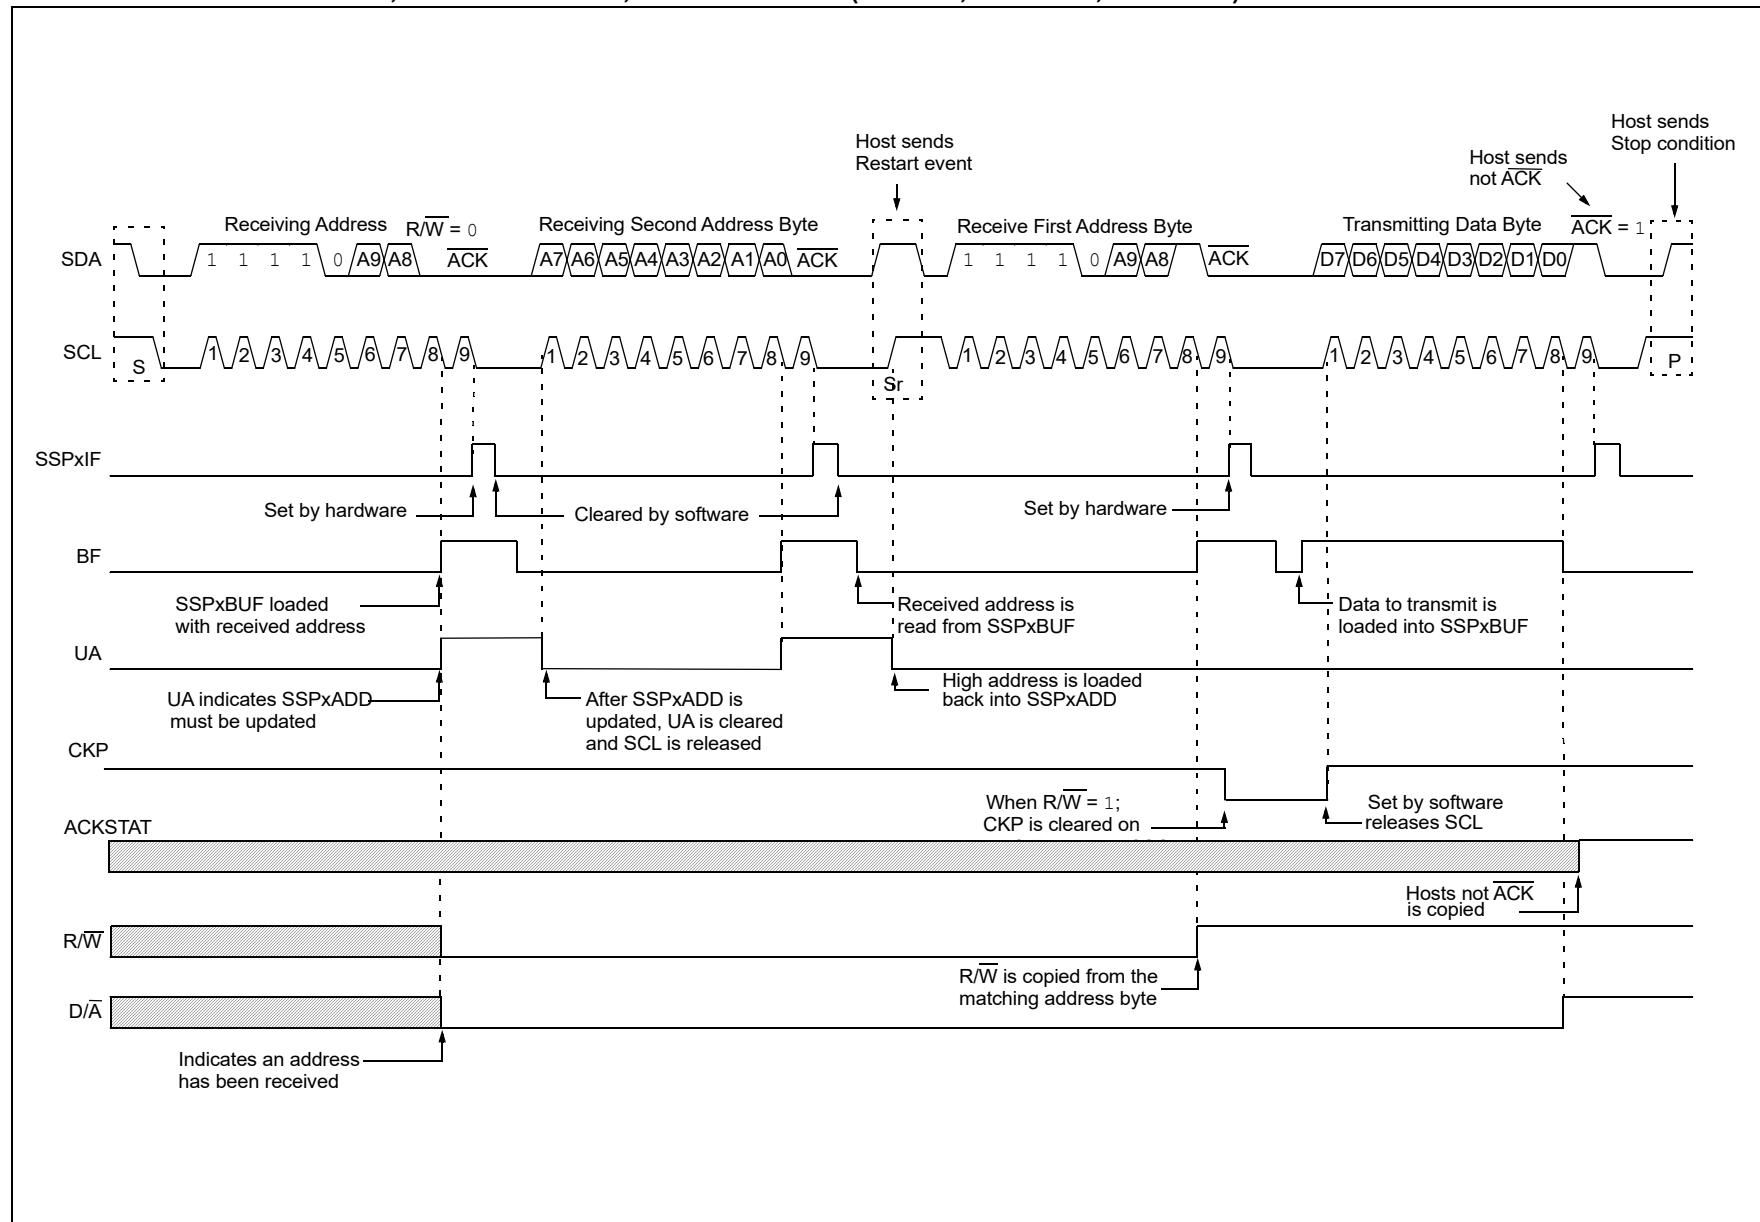 Host sends
Restart event
Host sends
not ACK
Host sends
Stop condition
Receiving Address R/W = 0
Receiving Second Address Byte
Receive First Address Byte
Transmitting Data Byte
ACK = 1
SDA 1 1 1 1 0 A9 A8 ACK A7 A6 A5 A4 A3 A2 A1 A0 ACK 1 1 1 1 0 A9 A8 ACK D7 D6 D5 D4 D3 D2 D1 D0
SCL S 1 2 3 4 5 6 7 8 9 1 2 3 4 5 6 7 8 9 Sr 1 2 3 4 5 6 7 8 9 1 2 3 4 5 6 7 8 9 P
SSPxIF
Set by hardware
Cleared by software
Set by hardware
BF
SSPxBUF loaded
with received address
Received address is
read from SSPxBUF
Data to transmit is
loaded into SSPxBUF
UA
UA indicates SSPxADD
must be updated
After SSPxADD is
updated, UA is cleared
and SCL is released
High address is loaded
back into SSPxADD
CKP
When R/W = 1;
CKP is cleared on
Set by software
releases SCL
ACKSTAT
Hosts not ACK
is copied
R/W
R/W is copied from the
matching address byte
D/A
Indicates an address
has been received